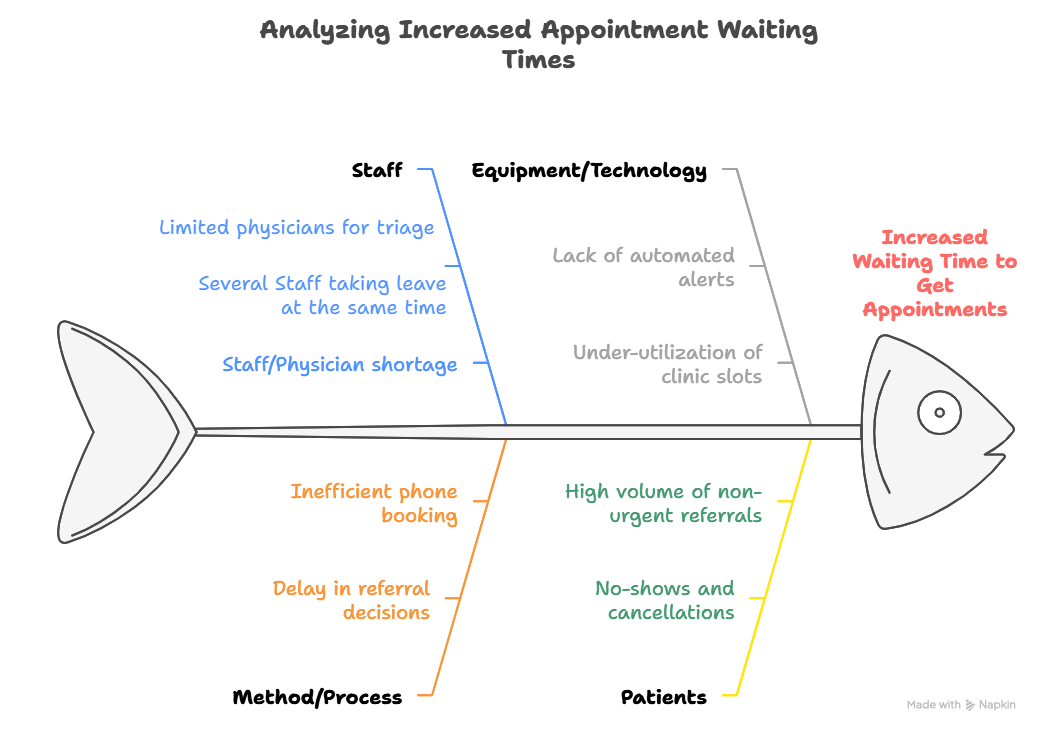 Analyzing Increased Appointment Waiting
Times
Staff
Equipment/Technology
Limited physicians for triage
Several Staff taking leave
at the same time
Staff/Physician shortage
Lack of automated
alerts
Under-utilization of
clinic slots
Increased
Waiting Time to
Get
Appointments
Inefficient phone
booking
Delay in referral
decisions
High volume of non-
urgent referrals
No-shows and
cancellations
Method/Process
Patients
Made with Napkin